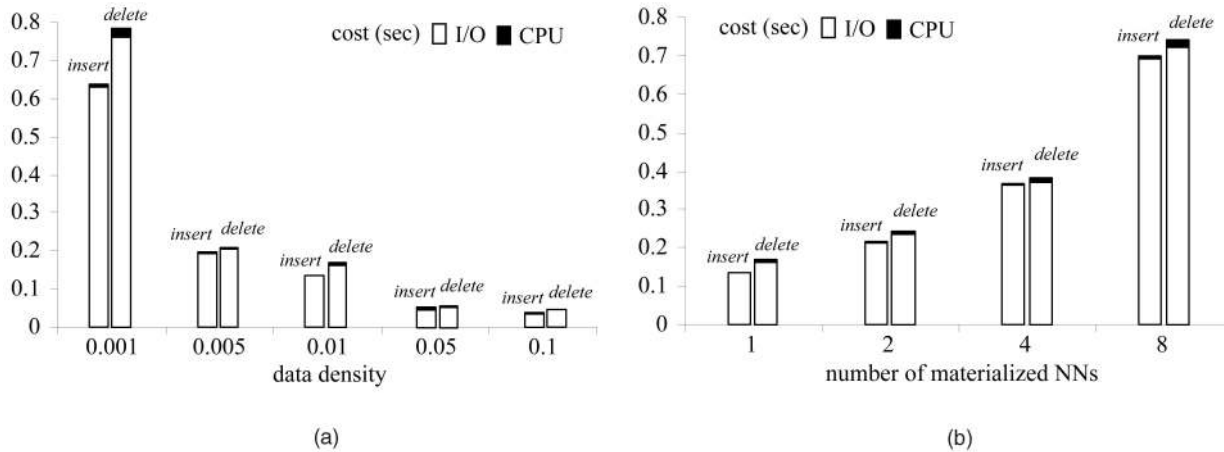 delete
0.8
cost (sec) I/O CPU
0.7
insert
0.6
0.5
0.4
0.3
insert delete
0.2
insert delete
0.1
insert delete
insert delete
0
0.001 0.005 0.01 0.05 0.1
data density
(a)
0.8
delete
cost (sec) I/O CPU
insert
0.7
0.6
0.5
insert delete
0.4
0.3
insert delete
0.2
insert delete
0.1
0
1 2 4 8
number of materialized NNs
(b)